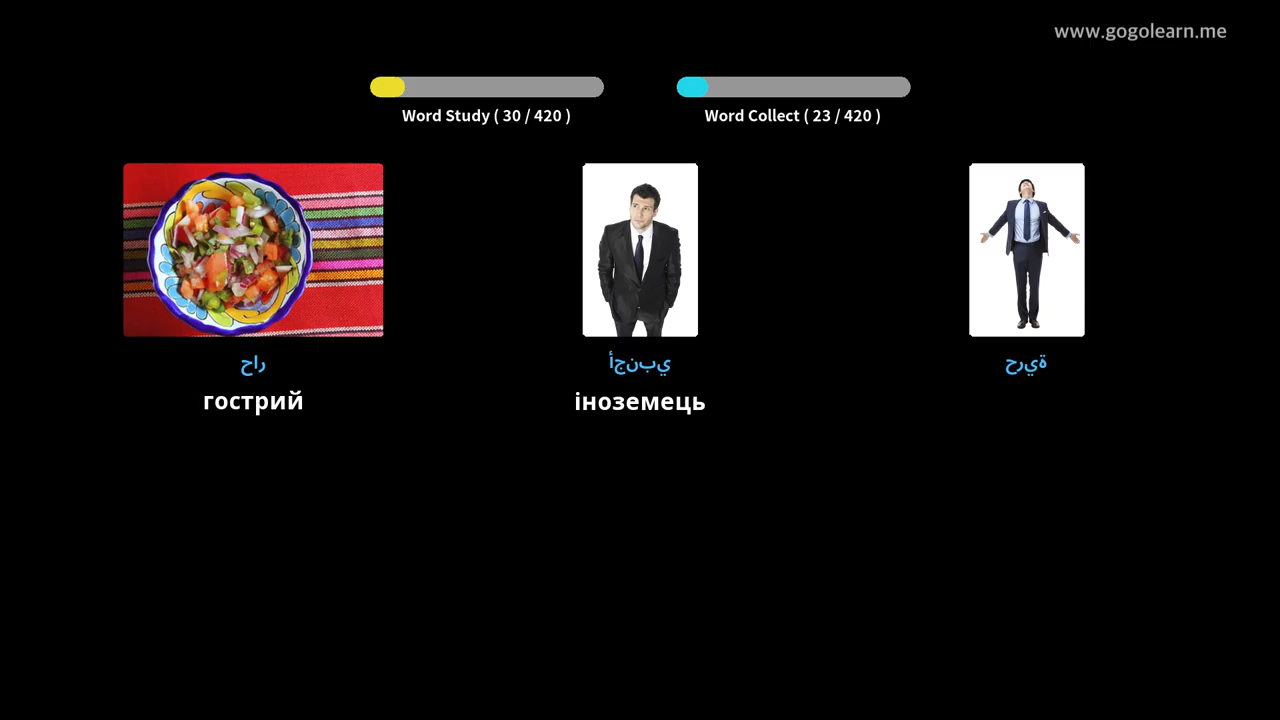 www.gogolearn.me
Word Study ( 30 / 420 )
Word Collect ( 23 / 420 )
حار
أجنبي
حرية
гострий
іноземець